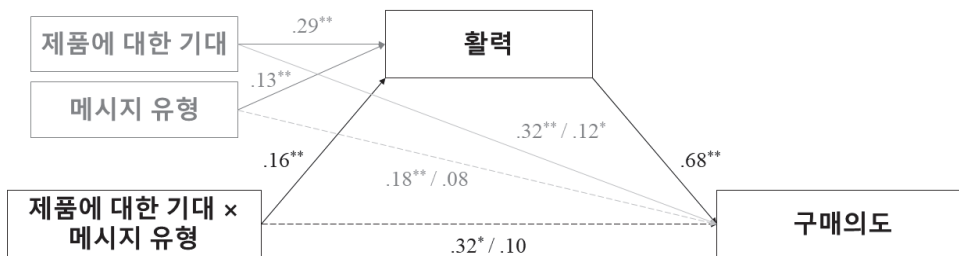 제품에 대한 기대
.29**
활력
메시지 유형
.13**
.32** / .12*
.16**
.68**
.18** / .08
제품에 대한 기대 ×
메시지 유형
구매의도
.32* / .10